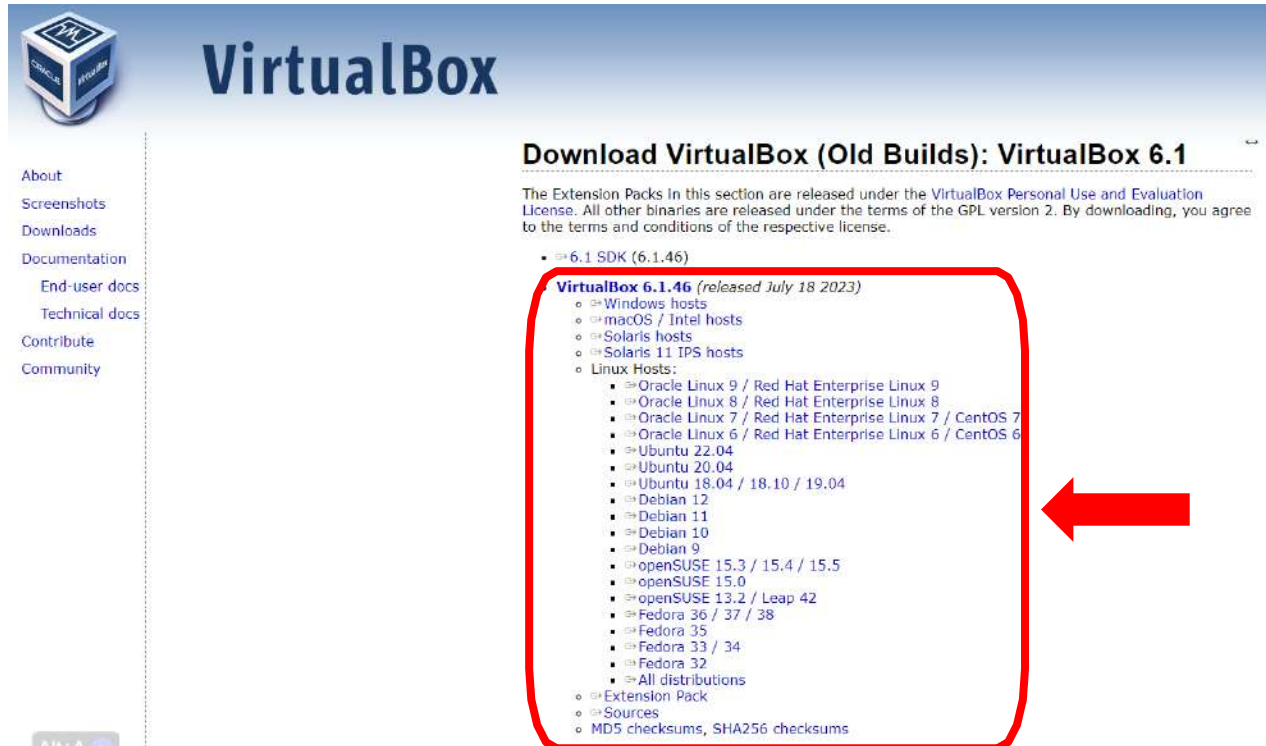 VirtualBox
ORACLE
VirtualBox
About
Screenshots
Downloads
Documentation
End-user docs
Technical docs
Contribute
Community
Download VirtualBox (Old Builds): VirtualBox 6.1
The Extension Packs in this section are released under the VirtualBox Personal Use and Evaluation
License. All other binaries are released under the terms of the GPL version 2. By downloading, you agree
to the terms and conditions of the respective license.
6.1 SDK (6.1.46)
VirtualBox 6.1.46 (released July 18 2023)
Windows hosts
macOS / Intel hosts
Solaris hosts
Solaris 11 IPS hosts
Linux Hosts:
Oracle Linux 9 / Red Hat Enterprise Linux 9
Oracle Linux 8 / Red Hat Enterprise Linux 8
Oracle Linux 7 / Red Hat Enterprise Linux 7 / CentOS 7
Oracle Linux 6 / Red Hat Enterprise Linux 6 / CentOS 6
Ubuntu 22.04
Ubuntu 20.04
Ubuntu 18.04 / 18.10 / 19.04
Debian 12
Debian 11
Debian 10
Debian 9
openSUSE 15.3 / 15.4 / 15.5
openSUSE 15.0
openSUSE 13.2 / Leap 42
Fedora 36 / 37 / 38
Fedora 35
Fedora 33 / 34
Fedora 32
All distributions
Extension Pack
Sources
MD5 checksums, SHA256 checksums